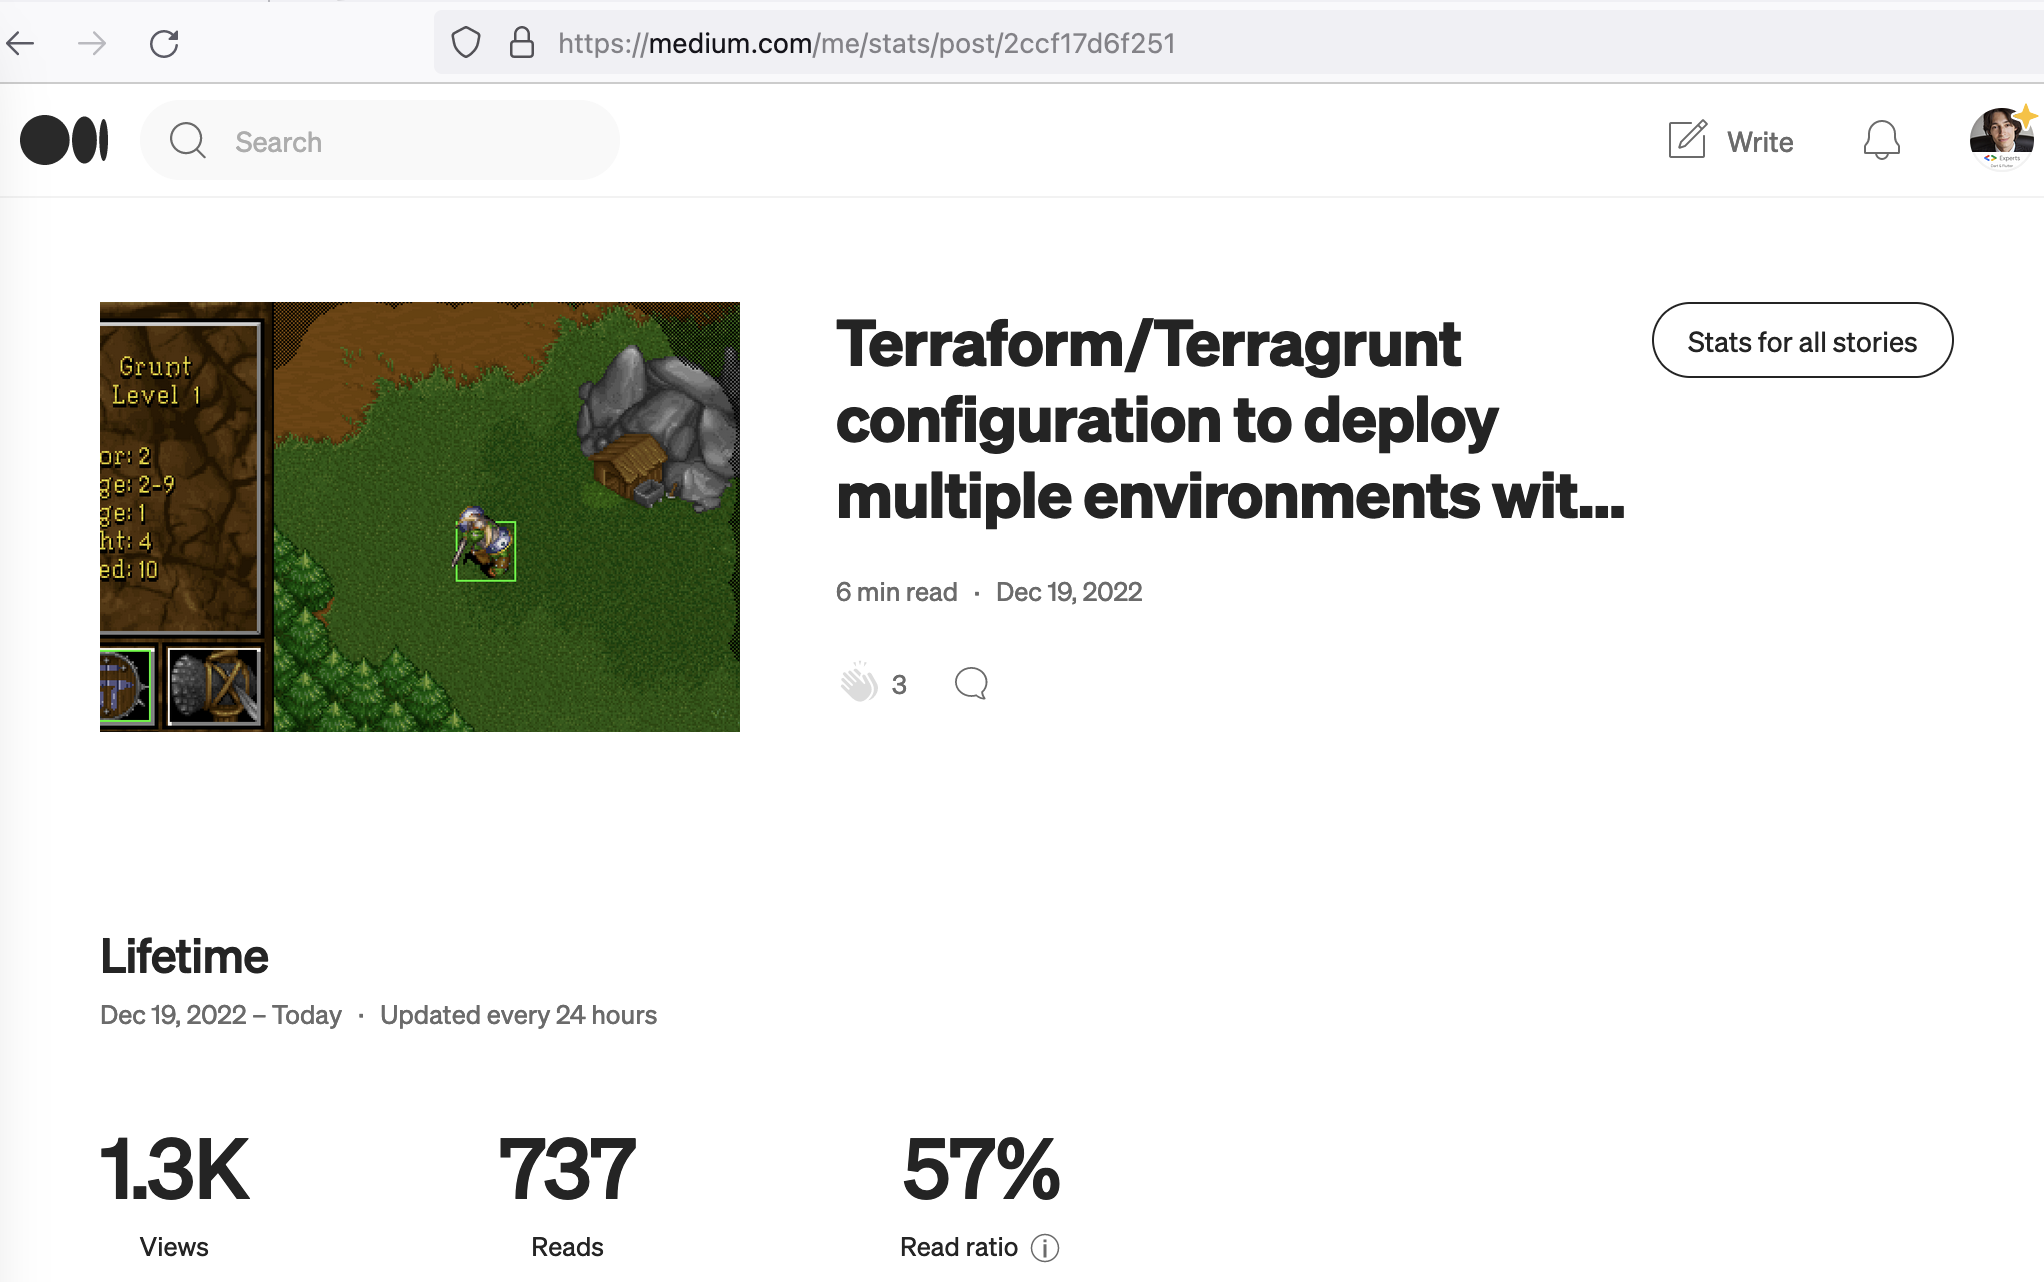 https://medium.com/me/stats/post/2ccf17d6f251
Search
Write
Experts
Grunt
Level 1
or: 2
ge: 2-9
ge: 1
ht: 4
ed: 10
Terraform/Terragrunt
configuration to deploy
multiple environments wit...
Stats for all stories
6 min read · Dec 19, 2022
3
Lifetime
Dec 19, 2022 – Today · Updated every 24 hours
1.3K
Views
737
Reads
57%
Read ratio